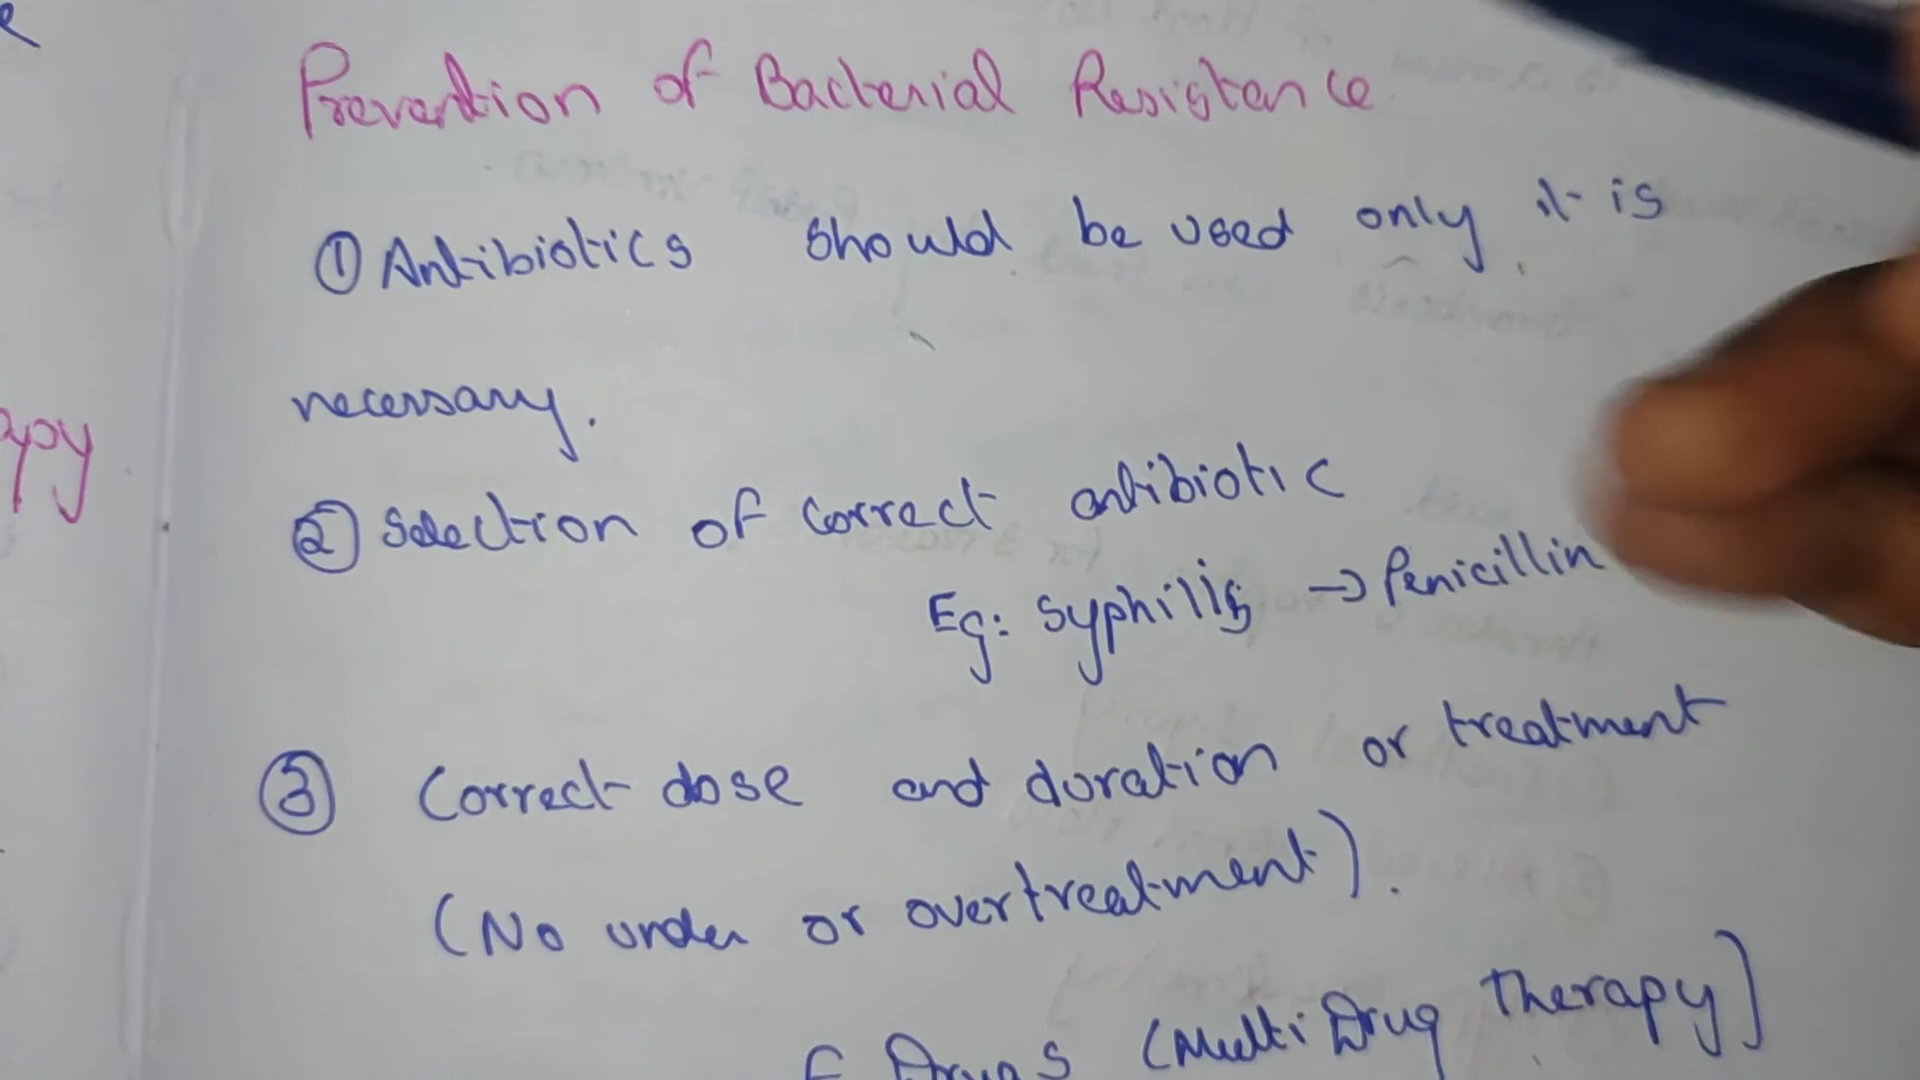 Prevention of Bacterial Resistance
① Antibiotics should be used only it is
necessary.
② Selection of correct antibiotic
Eg: Syphilis → Penicillin
③ Correct dose and duration or treatment
(No under or overtreatment).
Drugs (Multi Drug Therapy)